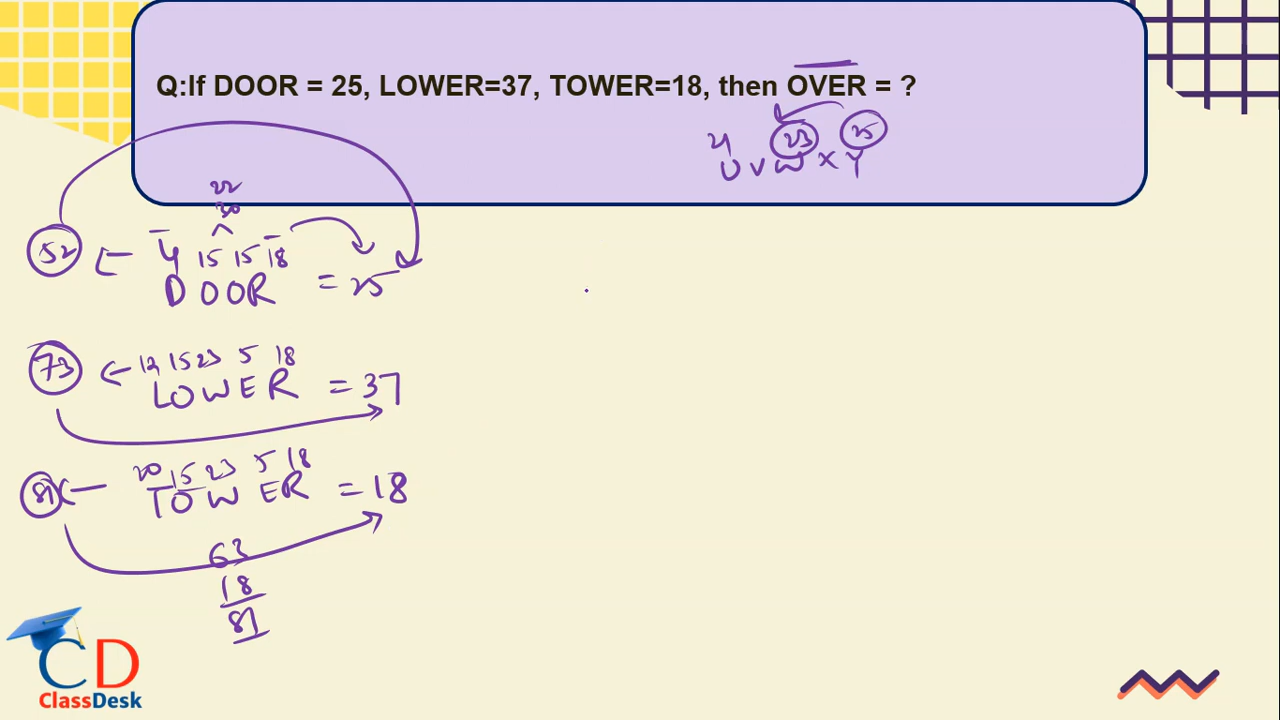 Q:If DOOR = 25, LOWER=37, TOWER=18, then OVER = ?
21 23 25
U V W X Y
22
30
52 4 15 15 18
DOOR = 25
73 12 15 23 5 18
LOWER = 37
81 20 15 23 5 18
TOWER = 18
63
18
81
CD
ClassDesk